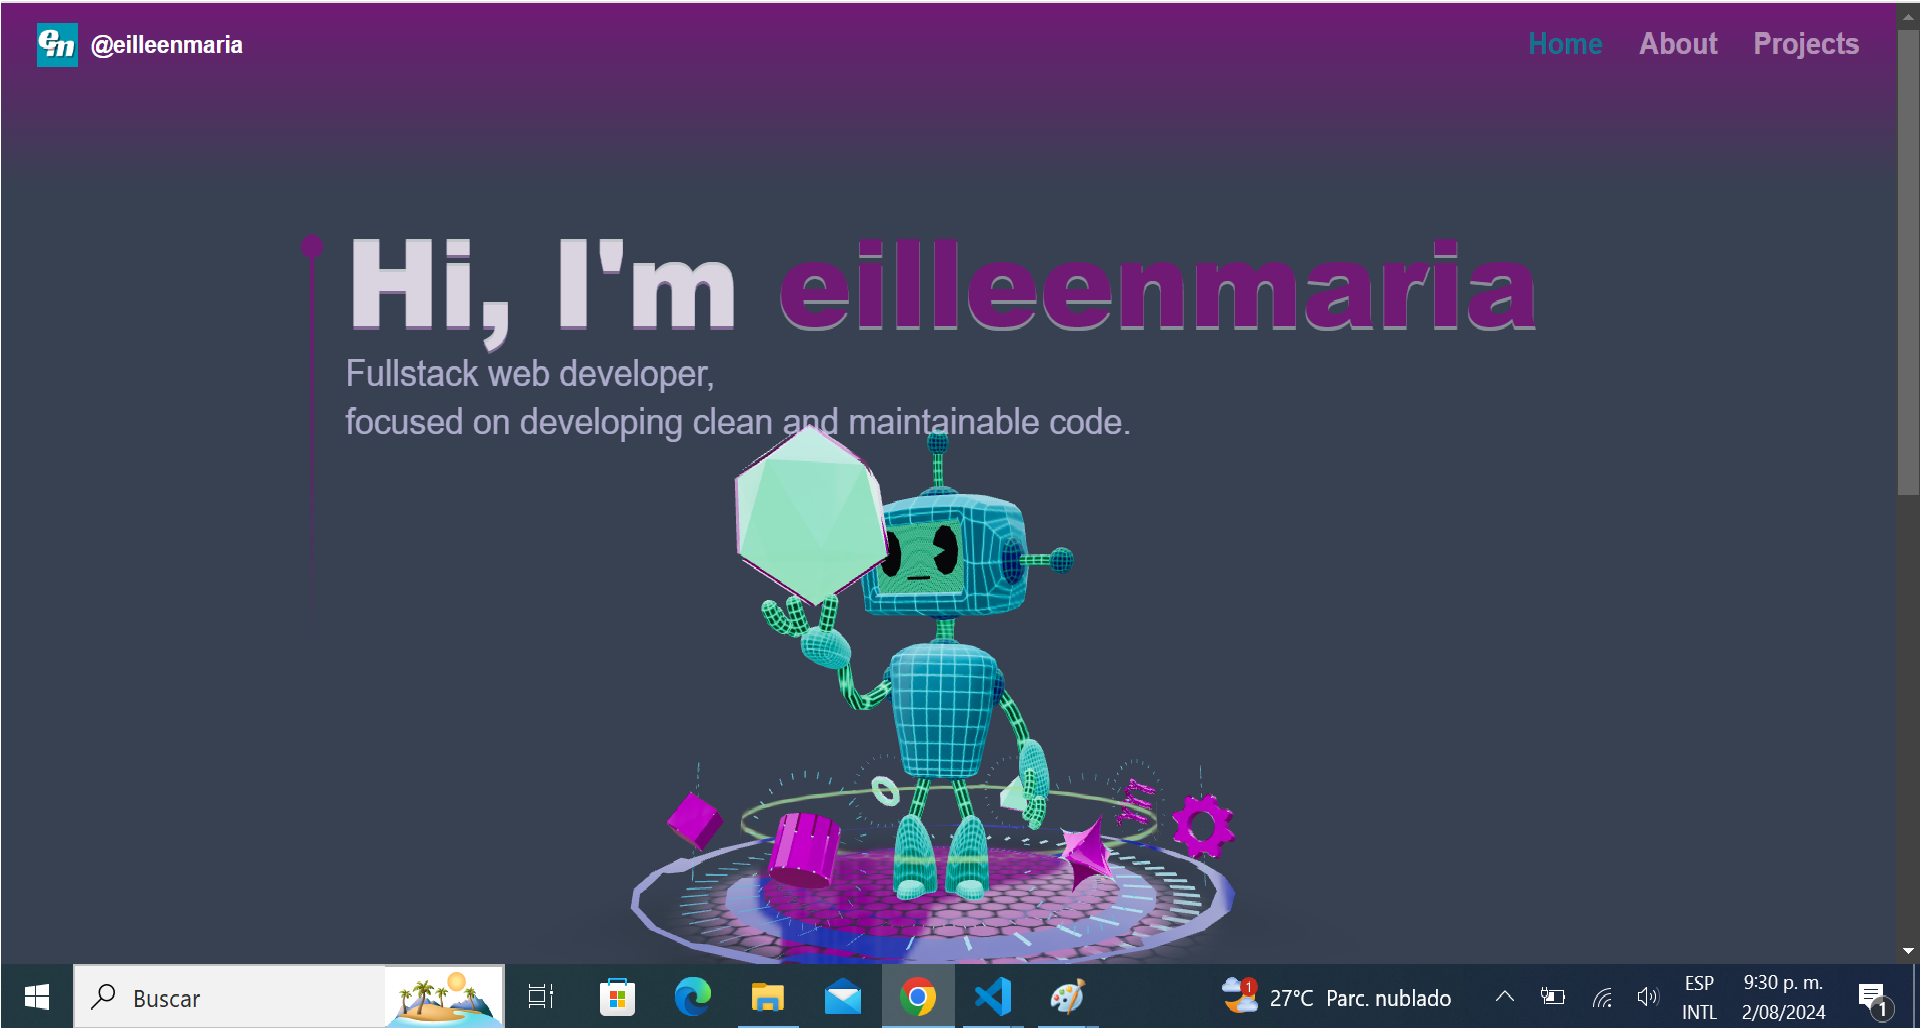 em @eilleenmaria
Home About Projects
Hi, I'm eilleenmaria
Fullstack web developer,
focused on developing clean and maintainable code.
Buscar
1
27°C Parc. nublado
ESP
INTL
9:30 p. m.
2/08/2024
1